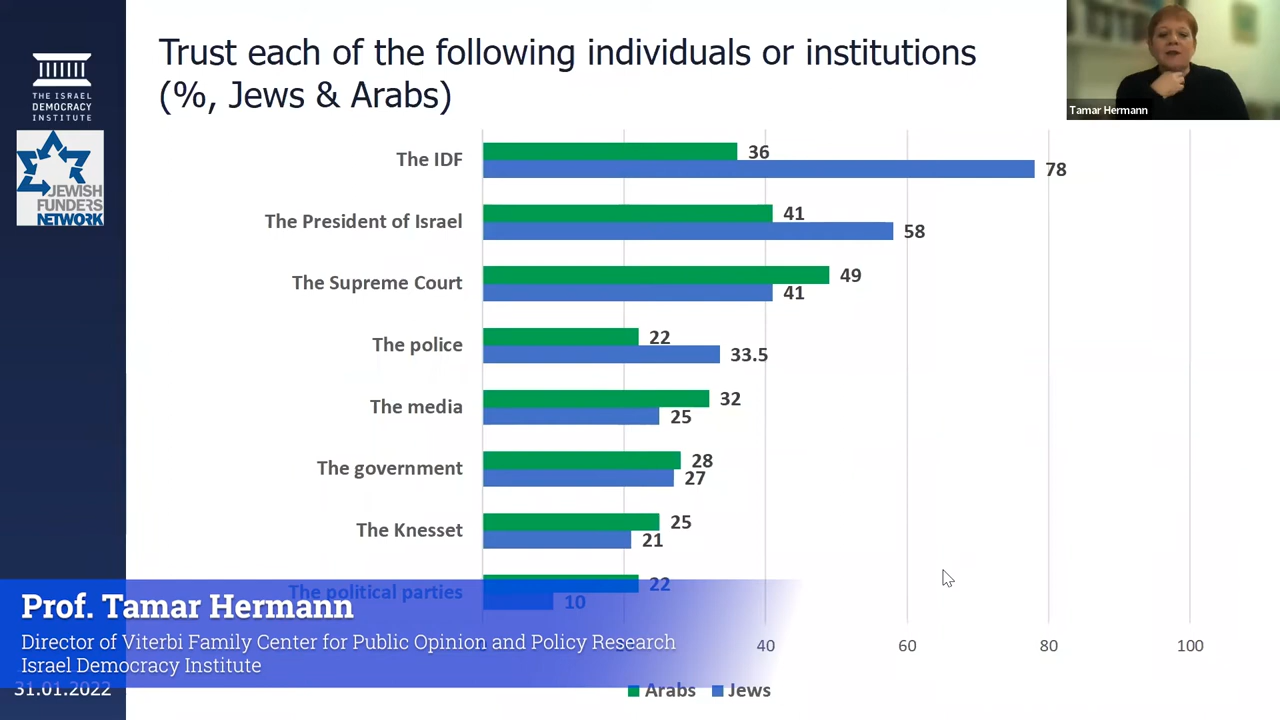 Trust each of the following individuals or institutions
(%, Jews & Arabs)
THE ISRAEL
DEMOCRACY
INSTITUTE
JEWISH
FUNDERS
NETWORK
Tamar Hermann
The IDF
36
78
The President of Israel
41
58
The Supreme Court
49
41
The police
22
33.5
The media
32
25
The government
28
27
The Knesset
25
21
The political parties
22
10
40 60 80 100
Arabs Jews
Prof. Tamar Hermann
Director of Viterbi Family Center for Public Opinion and Policy Research
Israel Democracy Institute
31.01.2022